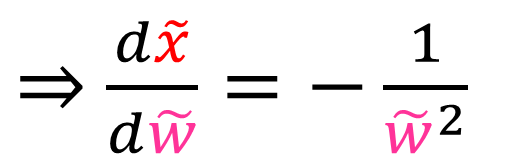 ⇒ dx̃/dw̃ = − 1/w̃²